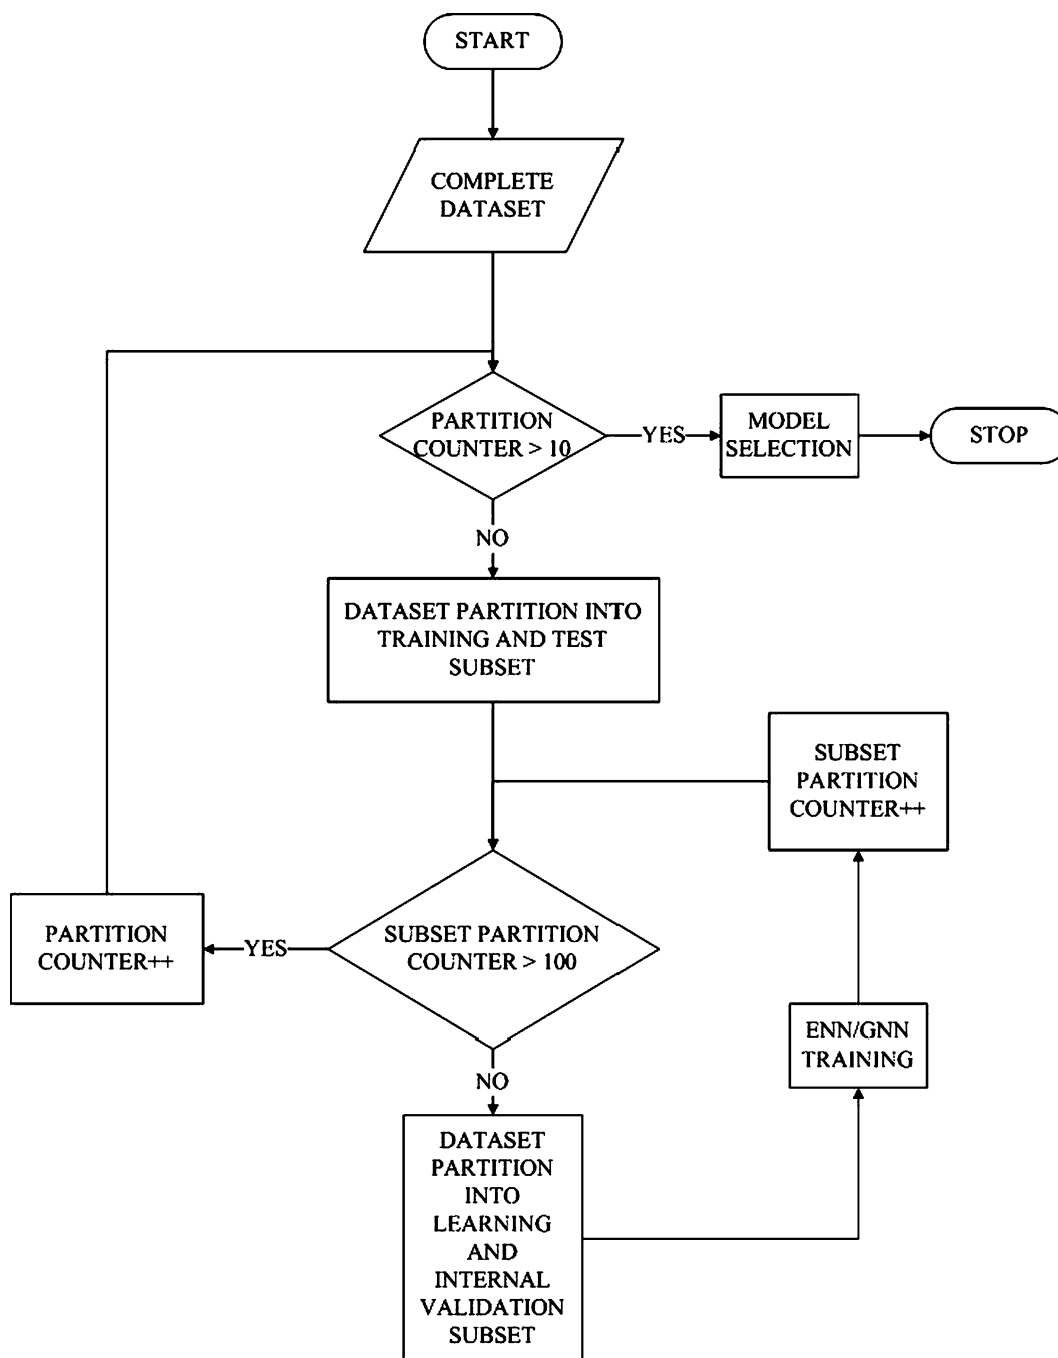 START
COMPLETE
DATASET
PARTITION
COUNTER > 10
YES
MODEL
SELECTION
STOP
NO
DATASET PARTITION INTO
TRAINING AND TEST
SUBSET
SUBSET
PARTITION
COUNTER++
PARTITION
COUNTER++
YES
SUBSET PARTITION
COUNTER > 100
ENN/GNN
TRAINING
NO
DATASET
PARTITION
INTO
LEARNING
AND
INTERNAL
VALIDATION
SUBSET